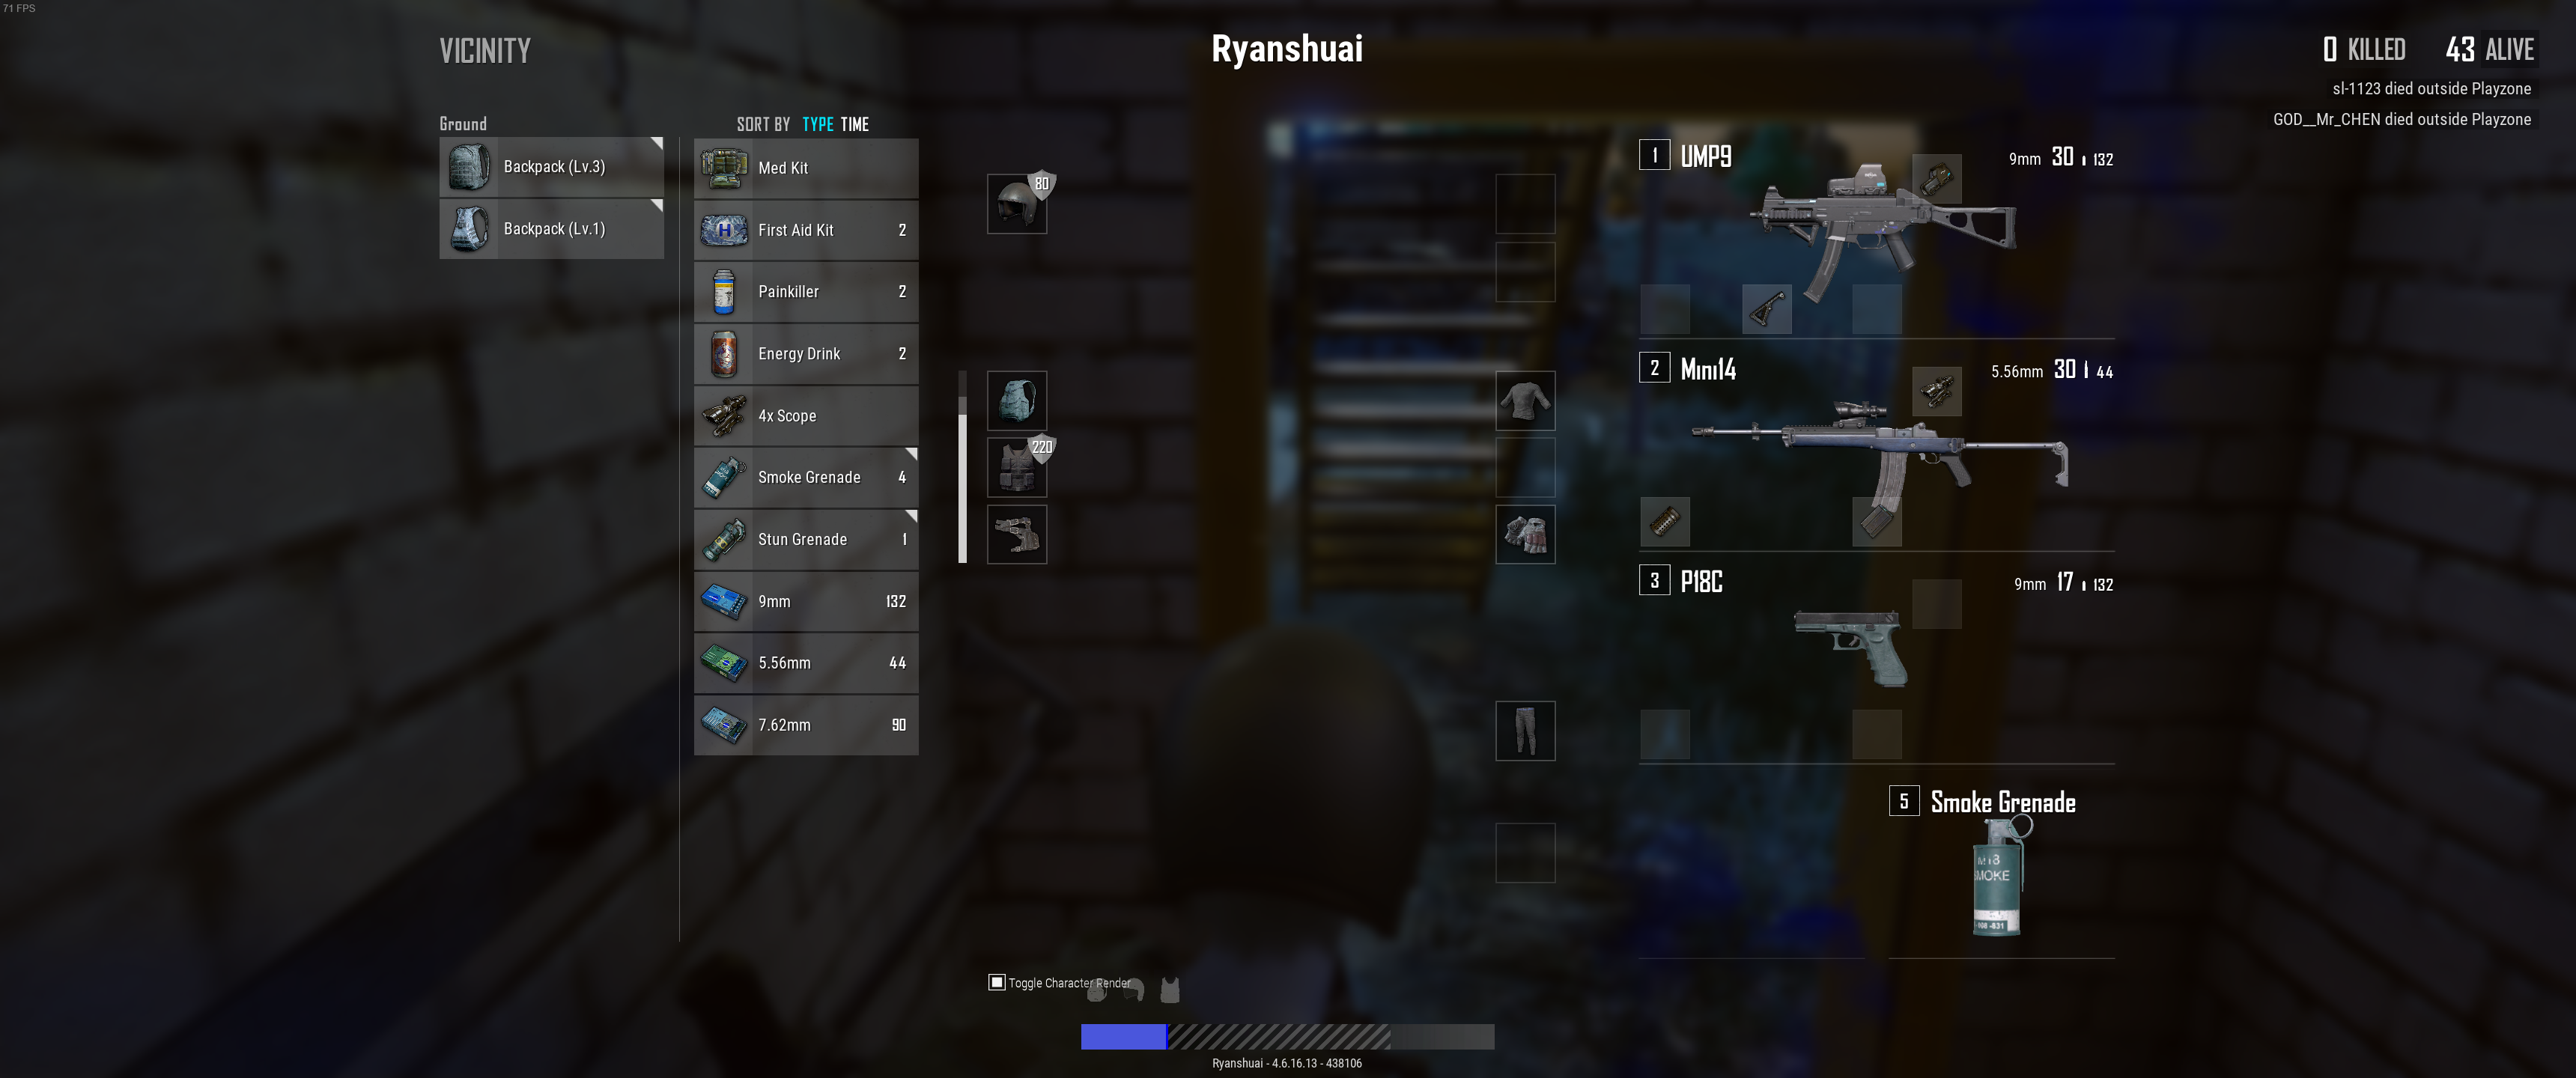 71 FPS
VICINITY
Ryanshuai
0 KILLED 43 ALIVE
sl-1123 died outside Playzone
GOD__Mr_CHEN died outside Playzone
Ground
Backpack (Lv.3)
Backpack (Lv.1)
SORT BY TYPE TIME
Med Kit
First Aid Kit 2
Painkiller 2
Energy Drink 2
4x Scope
Smoke Grenade 4
Stun Grenade 1
9mm 132
5.56mm 44
7.62mm 90
80
220
1 UMP9 9mm 30 132
2 Mini14 5.56mm 30 44
3 P18C 9mm 17 132
5 Smoke Grenade
M18
SMOKE
Toggle Character Render
Ryanshuai - 4.6.16.13 - 438106